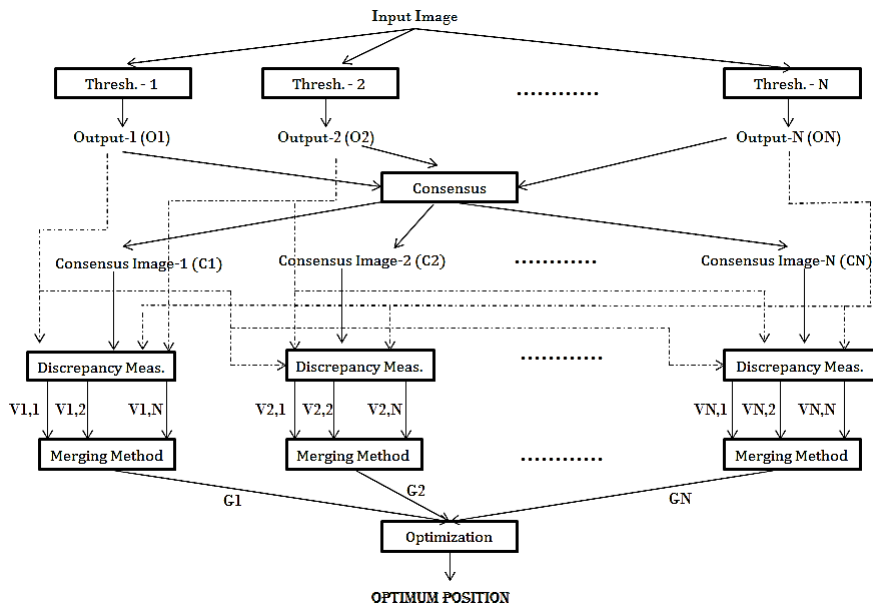 Input Image
Thresh. - 1
Thresh. - 2
Thresh. - N
Output-1 (O1)
Output-2 (O2)
Output-N (ON)
Consensus
Consensus Image-1 (C1)
Consensus Image-2 (C2)
Consensus Image-N (CN)
Discrepancy Meas.
Discrepancy Meas.
Discrepancy Meas.
V1,1
V1,2
V1,N
V2,1
V2,2
V2,N
VN,1
VN,2
VN,N
Merging Method
Merging Method
Merging Method
G1
G2
GN
Optimization
OPTIMUM POSITION